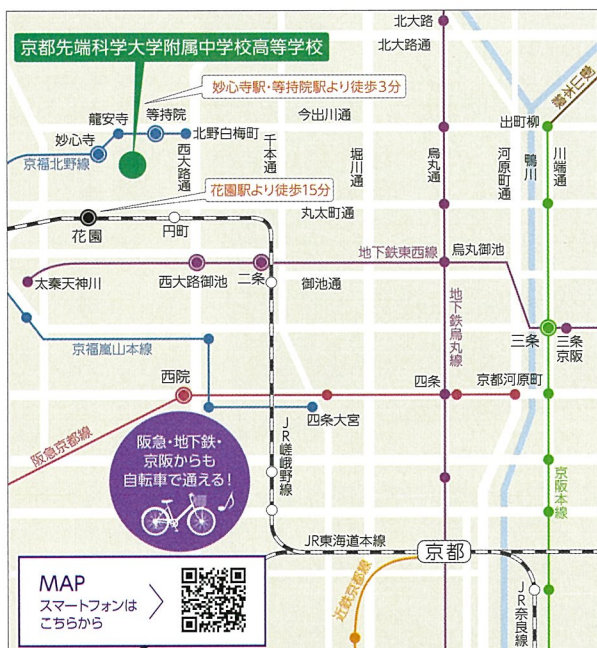 京都先端科学大学附属中学校高等学校
北大路
北大路通
妙心寺駅・等持院駅より徒歩3分
叡山本線
今出川通
出町柳
龍安寺
等持院
北野白梅町
妙心寺
京福北野線
西大路通
千本通
堀川通
烏丸通
河原町通
鴨川
川端通
花園駅より徒歩15分
丸太町通
花園
円町
地下鉄東西線
烏丸御池
太秦天神川
西大路御池
二条
御池通
地下鉄烏丸線
三条
三条京阪
京福嵐山本線
西院
四条
京都河原町
四条大宮
阪急京都線
阪急・地下鉄・
京阪からも
自転車で通える!
JR嵯峨野線
京阪本線
JR東海道本線
京都
近鉄京都線
JR奈良線
MAP
スマートフォンは
こちらから